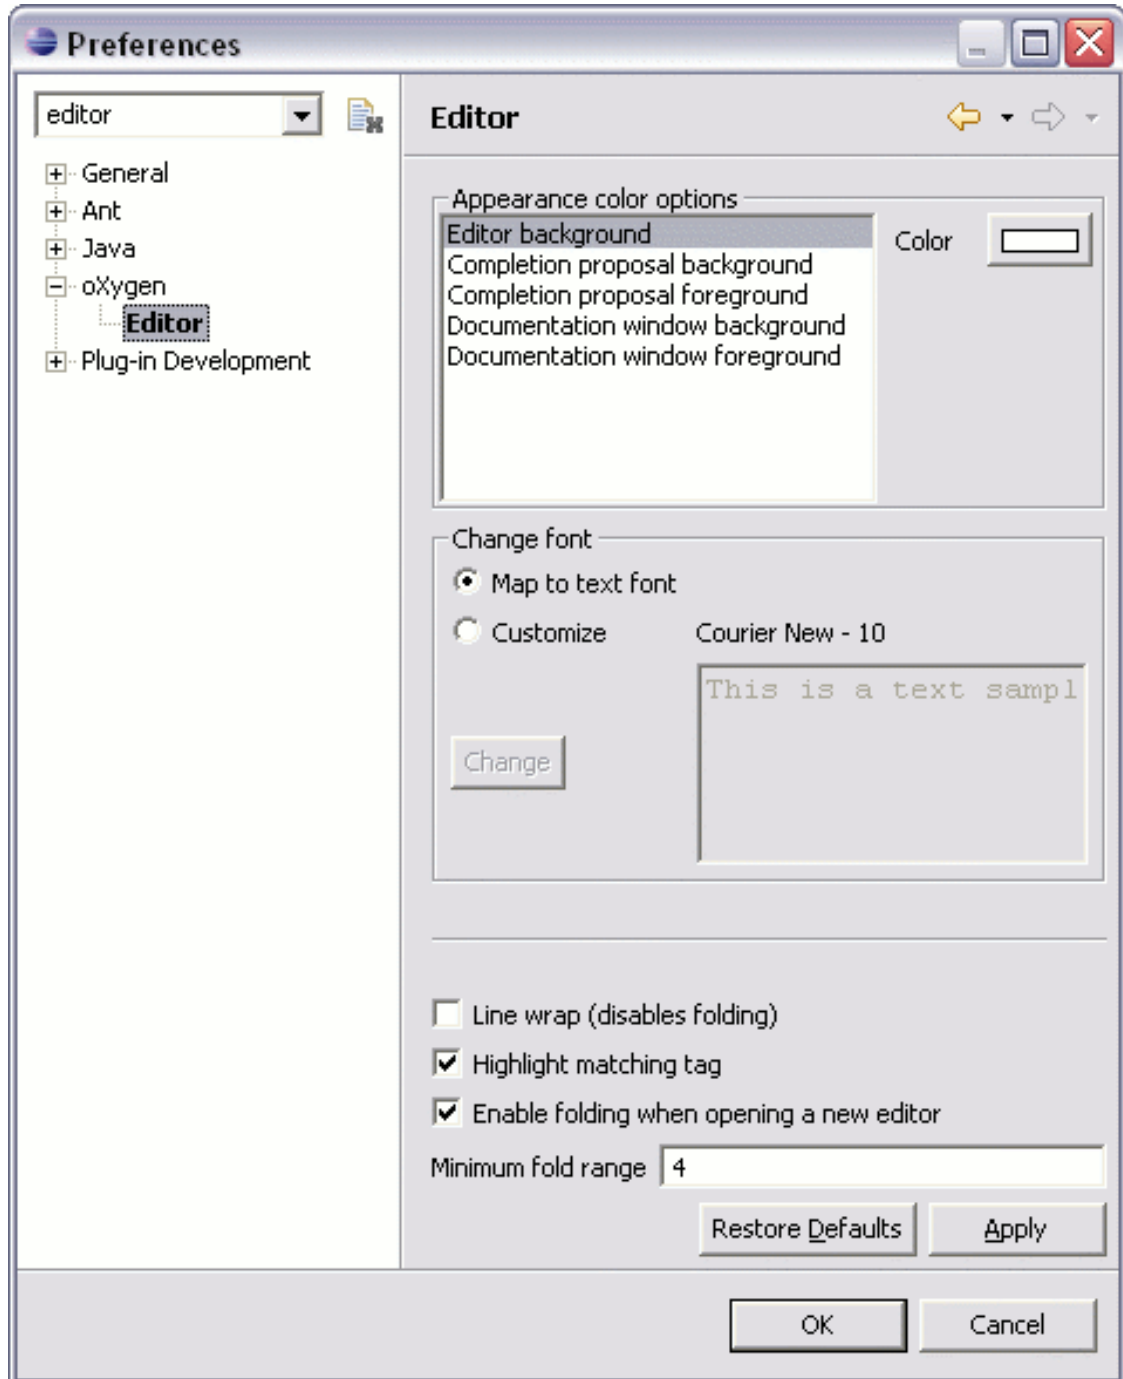 Preferences
editor
General
Ant
Java
oXygen
Editor
Plug-in Development
Editor
Appearance color options
Editor background
Completion proposal background
Completion proposal foreground
Documentation window background
Documentation window foreground
Color
Change font
Map to text font
Customize
Courier New - 10
This is a text sampl
Change
Line wrap (disables folding)
Highlight matching tag
Enable folding when opening a new editor
Minimum fold range 4
Restore Defaults Apply
OK Cancel